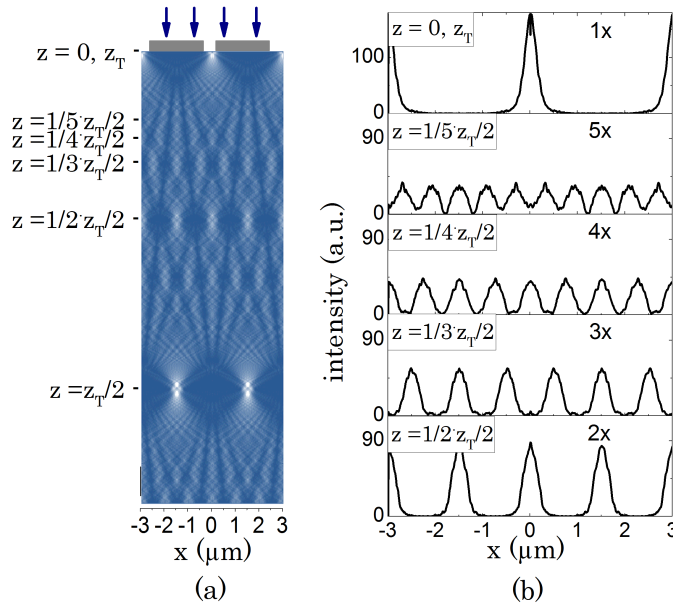 z = 0, z_T
z =1/5·z_T/2
z =1/4·z_T/2
z =1/3·z_T/2
z =1/2·z_T/2
z =z_T/2
-3 -2 -1 0 1 2 3
x (μm)
(a)
z = 0, z_T
1x
100
0
z =1/5·z_T/2
5x
90
0
z =1/4·z_T/2
4x
90
0
z =1/3·z_T/2
3x
90
0
z =1/2·z_T/2
2x
90
0
intensity (a.u.)
-3 -2 -1 0 1 2 3
x (μm)
(b)